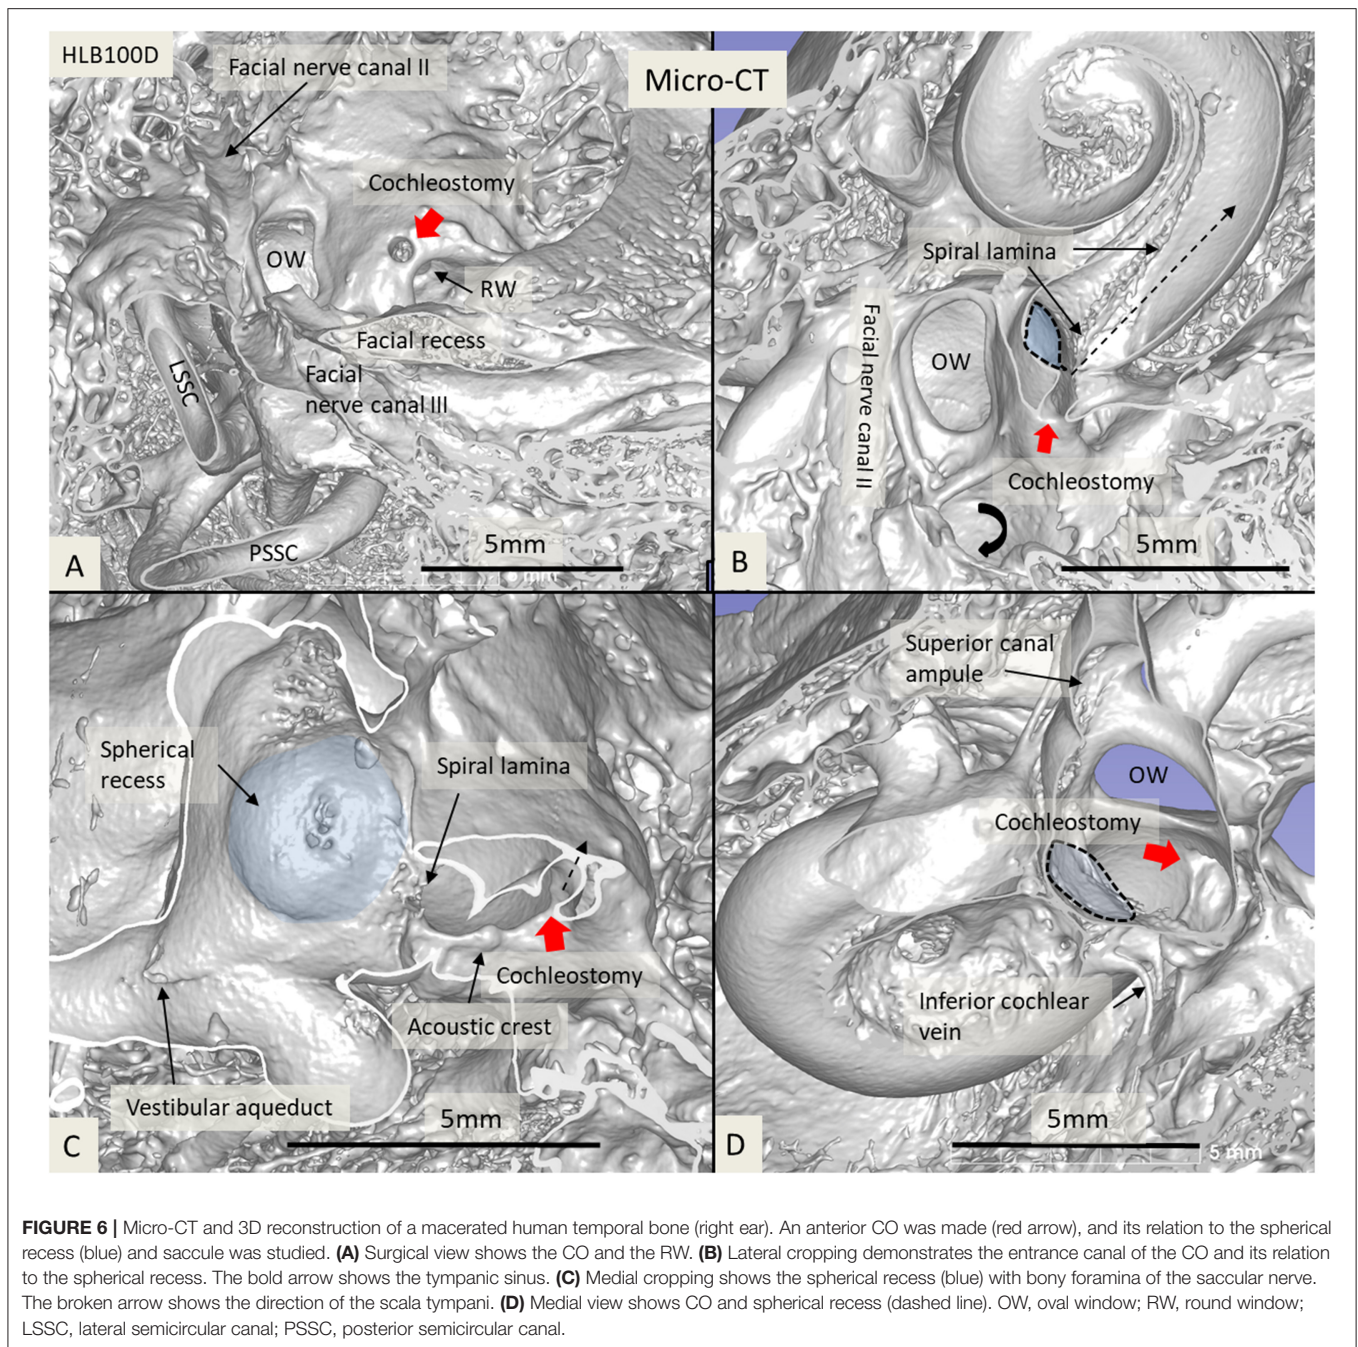 HLB100D
Facial nerve canal II
Micro-CT
Cochleostomy
OW
RW
Facial recess
Facial
nerve canal III
LSSC
PSSC
5mm
A
Spiral lamina
Facial nerve canal II
OW
Cochleostomy
5mm
B
Spherical
recess
Spiral lamina
Cochleostomy
Acoustic crest
Vestibular aqueduct
5mm
C
Superior canal
ampule
OW
Cochleostomy
Inferior cochlear
vein
5mm
5 mm
D
FIGURE 6 | Micro-CT and 3D reconstruction of a macerated human temporal bone (right ear). An anterior CO was made (red arrow), and its relation to the spherical
recess (blue) and saccule was studied. (A) Surgical view shows the CO and the RW. (B) Lateral cropping demonstrates the entrance canal of the CO and its relation
to the spherical recess. The bold arrow shows the tympanic sinus. (C) Medial cropping shows the spherical recess (blue) with bony foramina of the saccular nerve.
The broken arrow shows the direction of the scala tympani. (D) Medial view shows CO and spherical recess (dashed line). OW, oval window; RW, round window;
LSSC, lateral semicircular canal; PSSC, posterior semicircular canal.